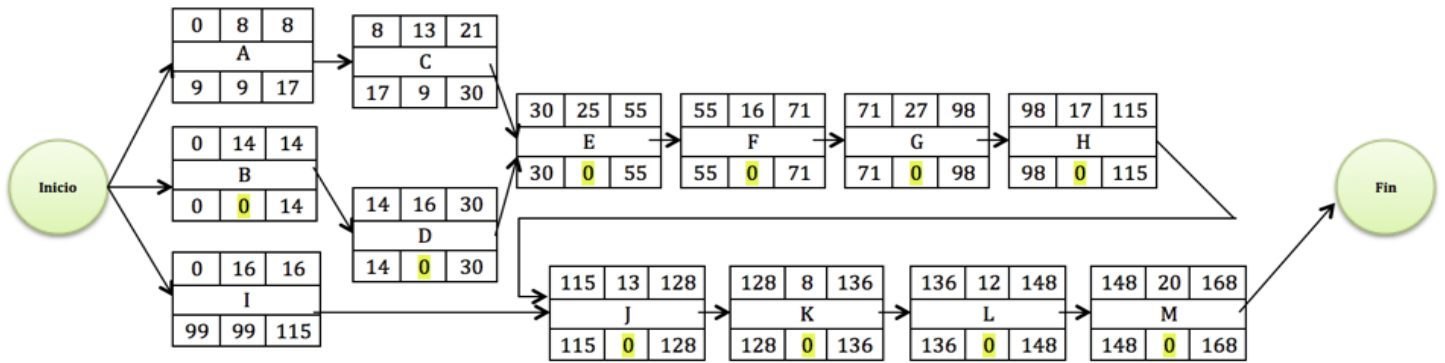 Inicio
0 8 8
A
9 9 17
8 13 21
C
17 9 30
0 14 14
B
0 0 14
14 16 30
D
14 0 30
0 16 16
I
99 99 115
30 25 55
E
30 0 55
55 16 71
F
55 0 71
71 27 98
G
71 0 98
98 17 115
H
98 0 115
115 13 128
J
115 0 128
128 8 136
K
128 0 136
136 12 148
L
136 0 148
148 20 168
M
148 0 168
Fin